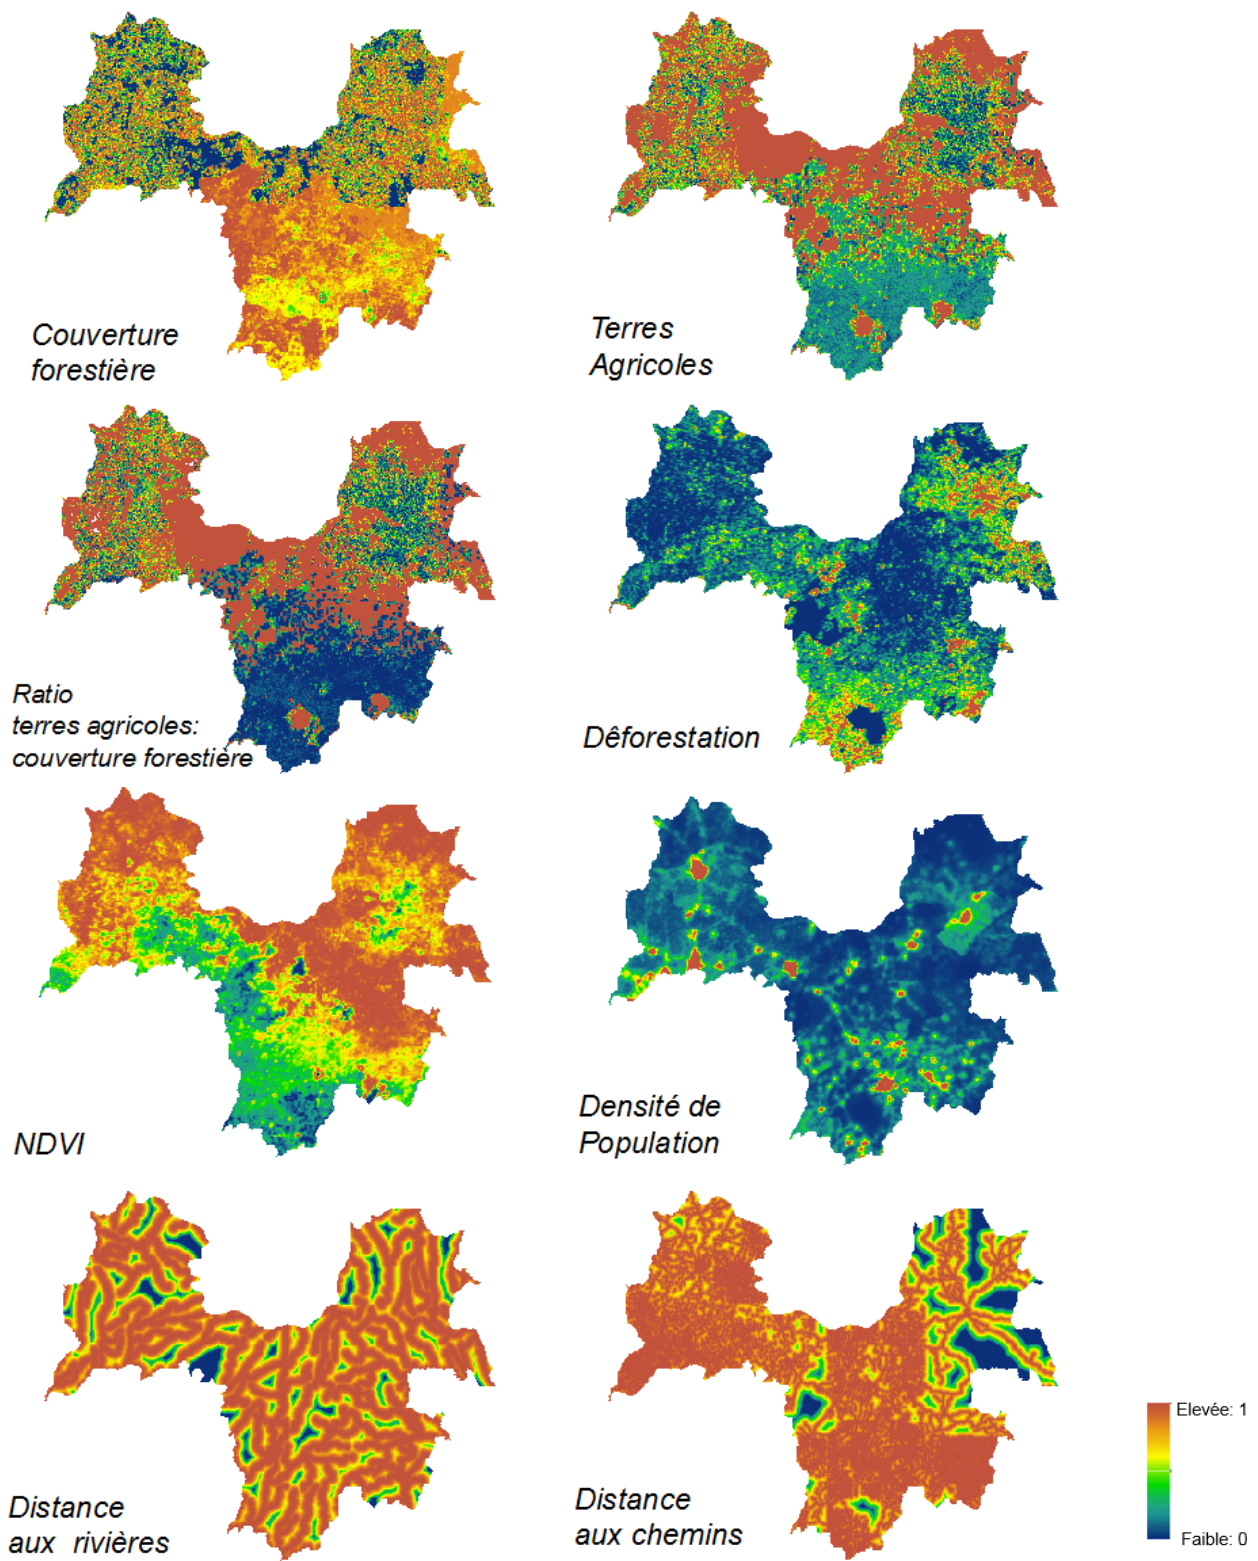 Couverture
forestière
Terres
Agricoles
Ratio
terres agricoles:
couverture forestière
Dêforestation
NDVI
Densité de
Population
Distance
aux rivières
Distance
aux chemins
Elevée: 1
Faible: 0